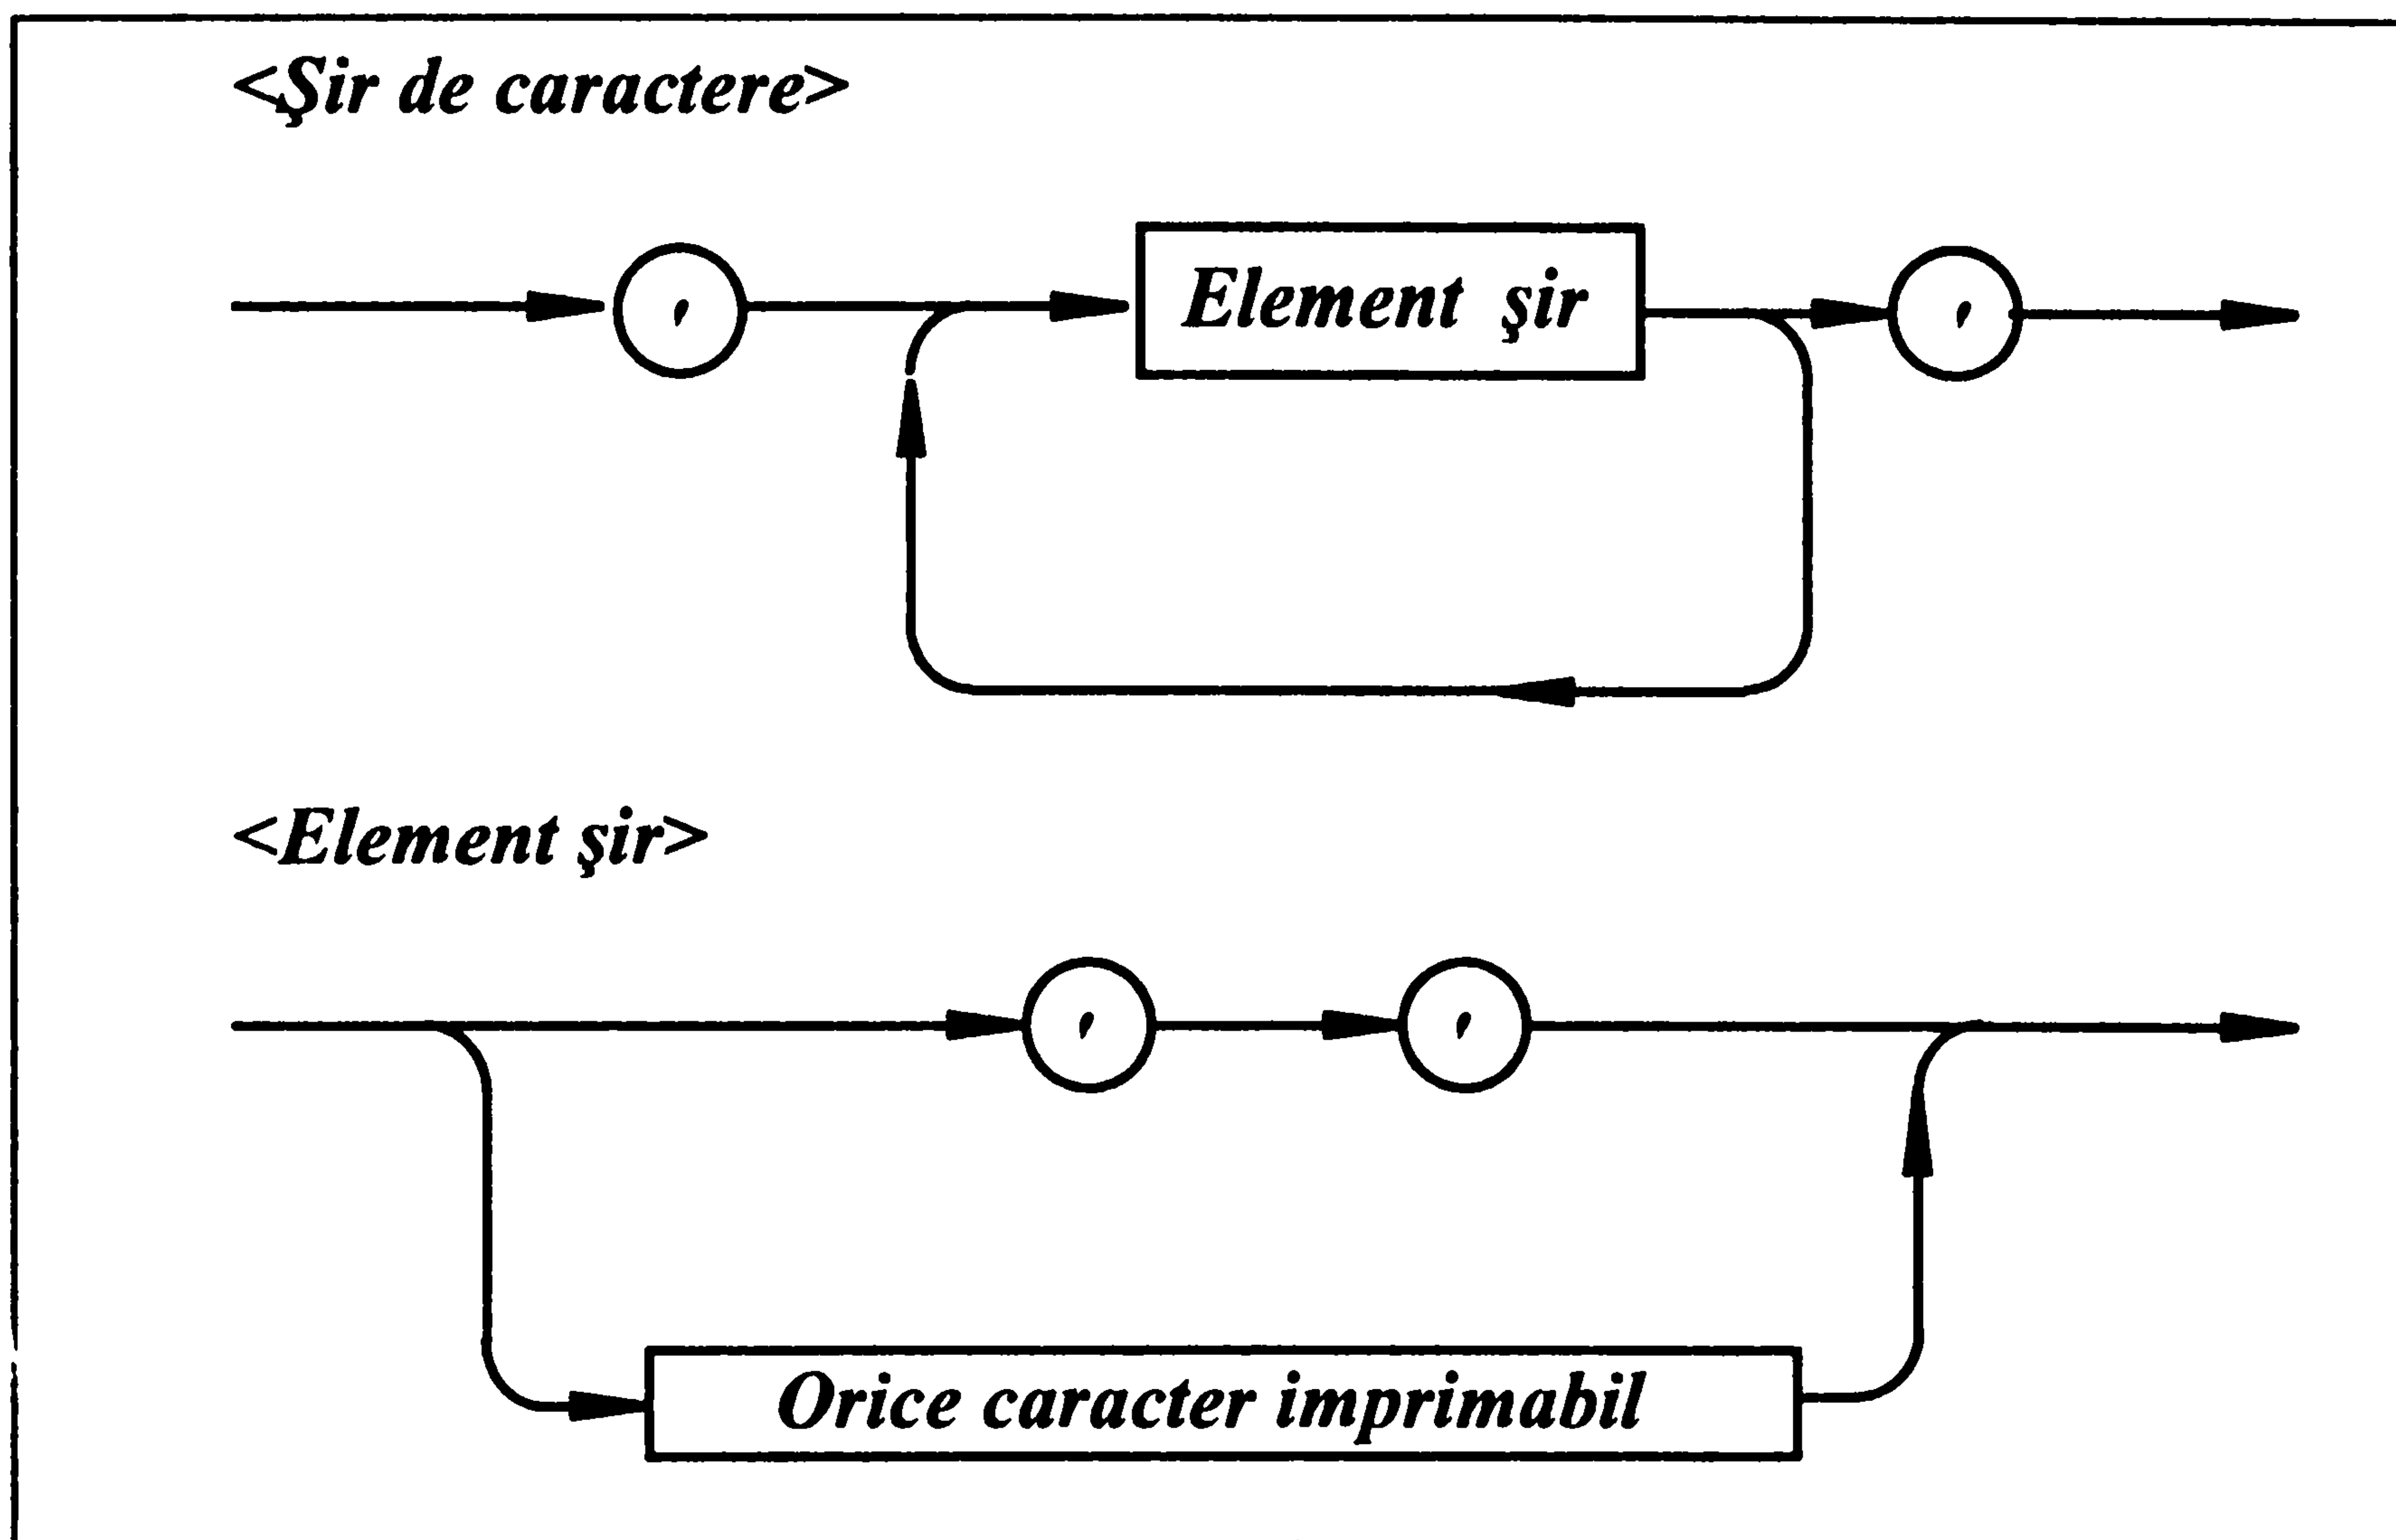 <Şir de caractere>
' Element şir '
<Element şir>
' '
Orice caracter imprimabil